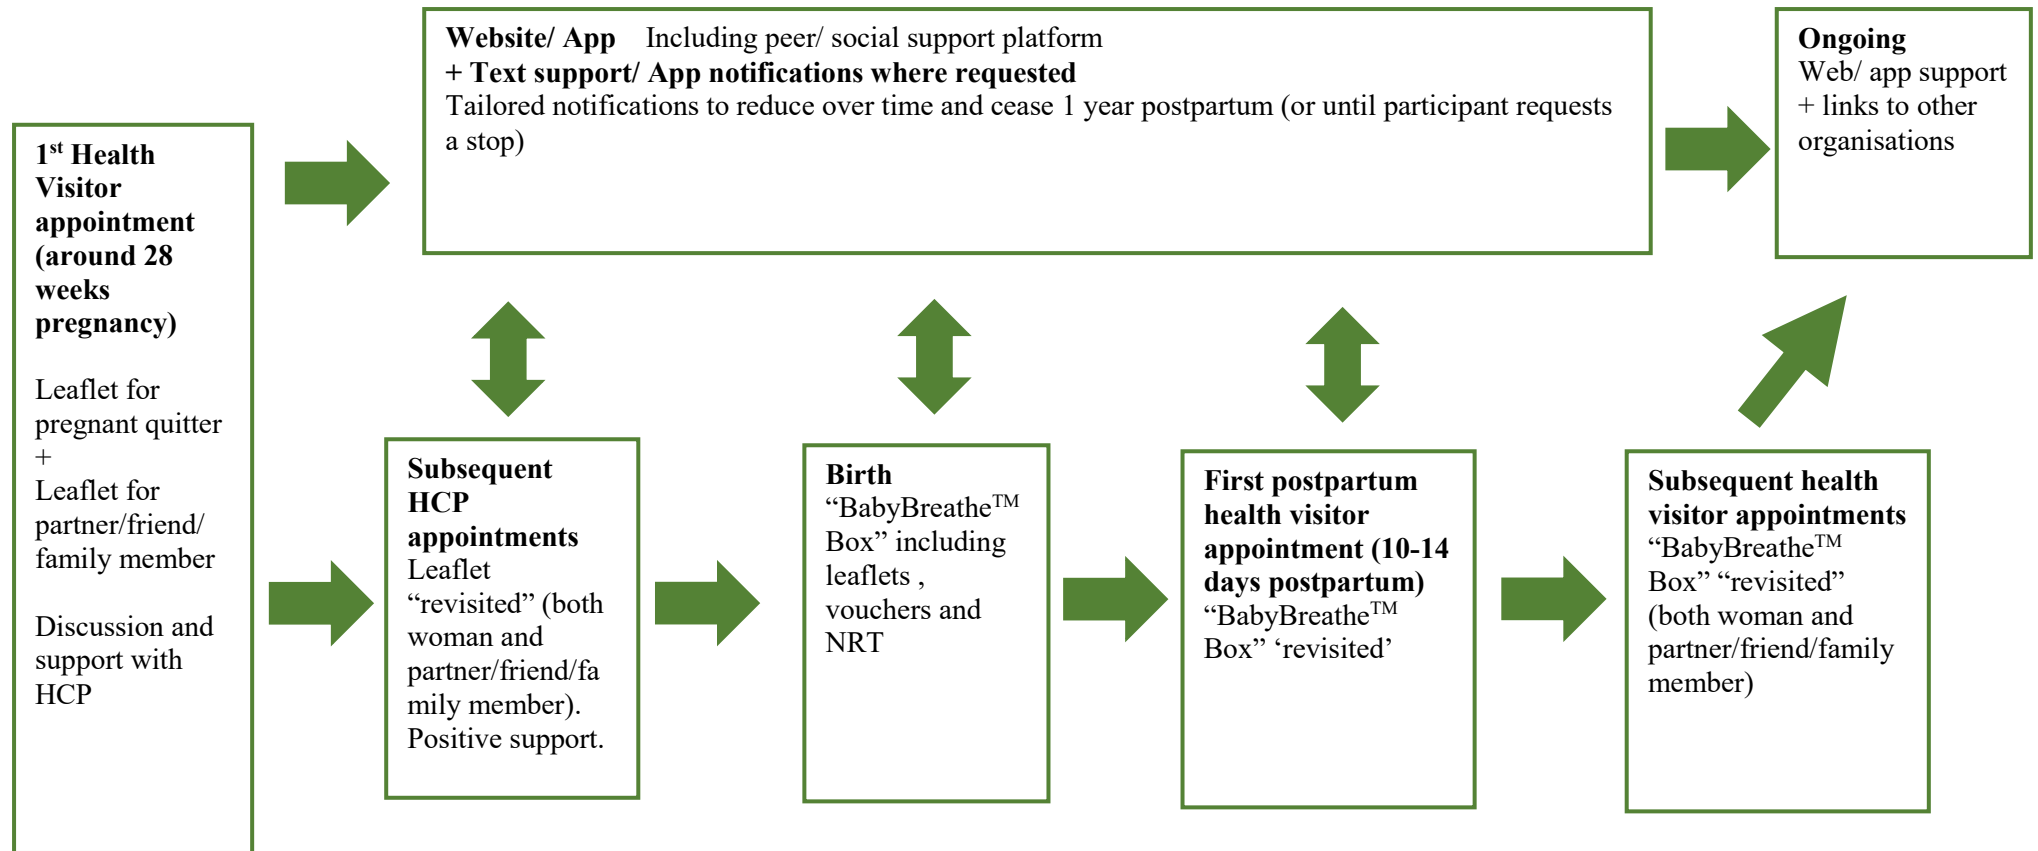 1st Health
Visitor
appointment
(around 28
weeks
pregnancy)
Leaflet for
pregnant quitter
+
Leaflet for
partner/friend/
family member
Discussion and
support with
HCP
Website/ App Including peer/ social support platform
+ Text support/ App notifications where requested
Tailored notifications to reduce over time and cease 1 year postpartum (or until participant requests
a stop)
Ongoing
Web/ app support
+ links to other
organisations
Subsequent
HCP
appointments
Leaflet
“revisited” (both
woman and
partner/friend/fa
mily member).
Positive support.
Birth
“BabyBreatheTM
Box” including
leaflets ,
vouchers and
NRT
First postpartum
health visitor
appointment (10-14
days postpartum)
“BabyBreatheTM
Box” ‘revisited’
Subsequent health
visitor appointments
“BabyBreatheTM
Box” “revisited”
(both woman and
partner/friend/family
member)